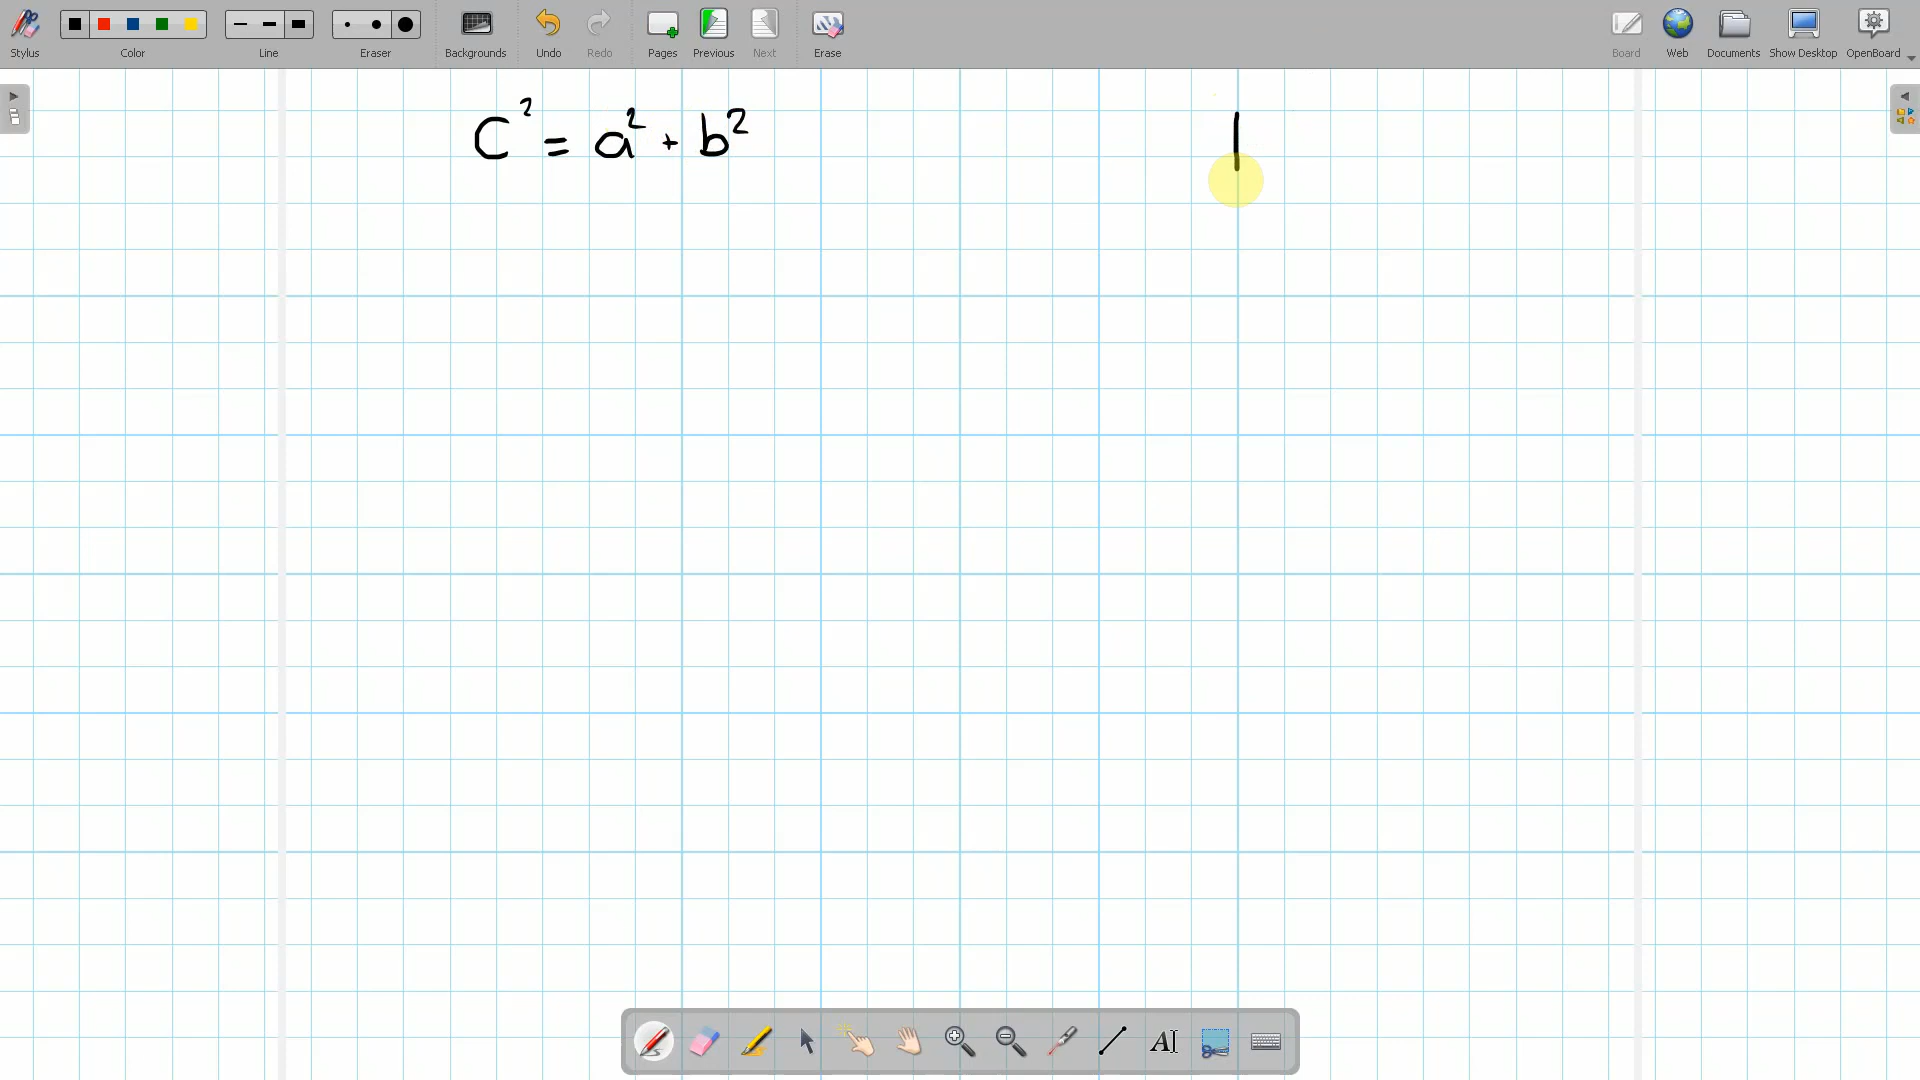 Stylus Color Line Eraser Backgrounds Undo Redo Pages Previous Next Erase Board Web Documents Show Desktop OpenBoard
c² = a² + b²
AI